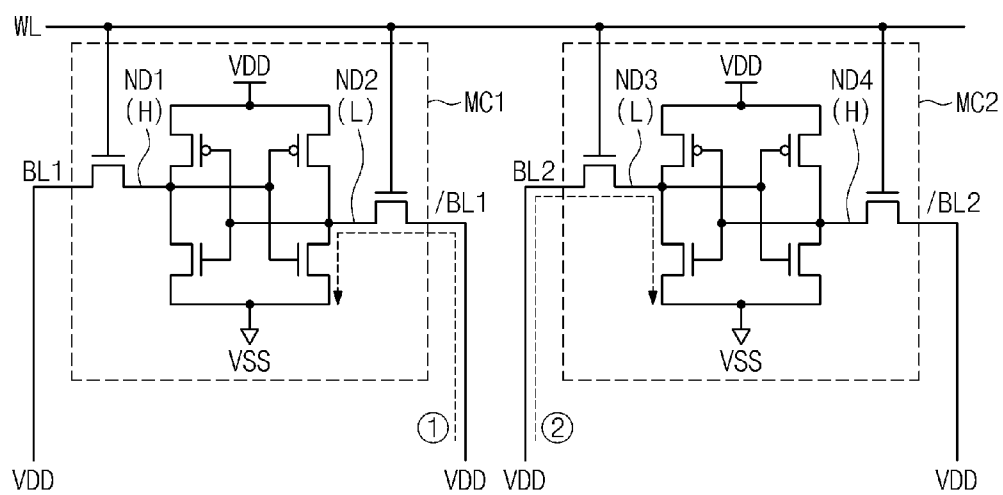 WL
ND1
(H)
VDD
ND2
(L)
MC1
BL1
/BL1
VSS
①
VDD
VDD
ND3
(L)
VDD
ND4
(H)
MC2
BL2
/BL2
VSS
②
VDD
VDD